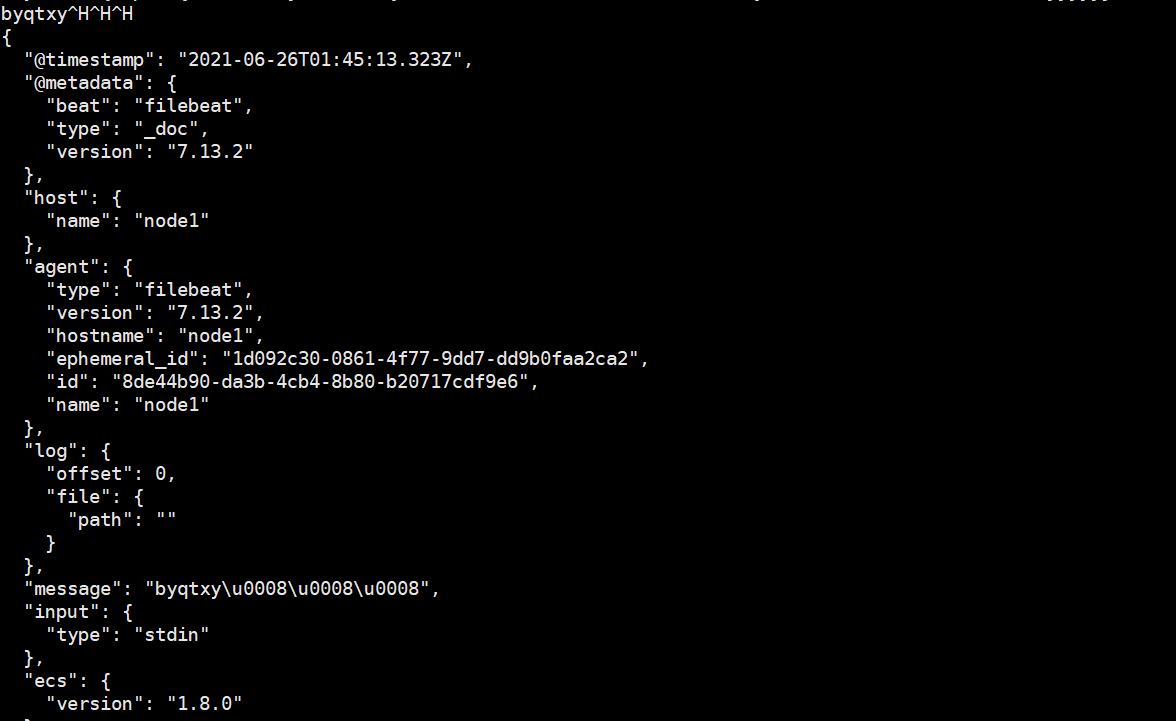 byqtxy^H^H^H
{
  "@timestamp": "2021-06-26T01:45:13.323Z",
  "@metadata": {
    "beat": "filebeat",
    "type": "_doc",
    "version": "7.13.2"
  },
  "host": {
    "name": "node1"
  },
  "agent": {
    "type": "filebeat",
    "version": "7.13.2",
    "hostname": "node1",
    "ephemeral_id": "1d092c30-0861-4f77-9dd7-dd9b0faa2ca2",
    "id": "8de44b90-da3b-4cb4-8b80-b20717cdf9e6",
    "name": "node1"
  },
  "log": {
    "offset": 0,
    "file": {
      "path": ""
    }
  },
  "message": "byqtxy\u0008\u0008\u0008",
  "input": {
    "type": "stdin"
  },
  "ecs": {
    "version": "1.8.0"